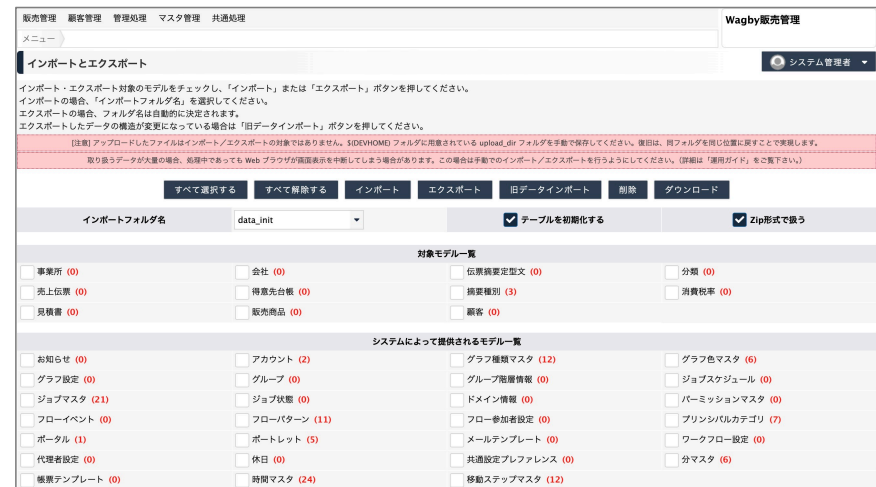 販売管理 顧客管理 管理処理 マスタ管理 共通処理
Wagby販売管理
メニュー
インポートとエクスポート
システム管理者
インポート・エクスポート対象のモデルをチェックし、「インポート」または「エクスポート」ボタンを押してください。
インポートの場合、「インポートフォルダ名」を選択してください。
エクスポートの場合、フォルダ名は自動的に決定されます。
エクスポートしたデータの構造が変更になっている場合は「旧データインポート」ボタンを押してください。
[注意] アップロードしたファイルはインポート／エクスポートの対象ではありません。$(DEVHOME) フォルダに用意されている upload_dir フォルダを手動で保存してください。復旧は、同フォルダを同じ位置に戻すことで実現します。
取り扱うデータが大量の場合、処理中であっても Web ブラウザが画面表示を中断してしまう場合があります。この場合は手動でのインポート／エクスポートを行うようにしてください。(詳細は「運用ガイド」をご覧下さい。)
すべて選択する すべて解除する インポート エクスポート 旧データインポート 削除 ダウンロード
インポートフォルダ名 data_init テーブルを初期化する Zip形式で扱う
対象モデル一覧
事業所 (0) 会社 (0) 伝票摘要定型文 (0) 分類 (0)
売上伝票 (0) 得意先台帳 (0) 摘要種別 (3) 消費税率 (0)
見積書 (0) 販売商品 (0) 顧客 (0)
システムによって提供されるモデル一覧
お知らせ (0) アカウント (2) グラフ種類マスタ (12) グラフ色マスタ (6)
グラフ設定 (0) グループ (0) グループ階層情報 (0) ジョブスケジュール (0)
ジョブマスタ (21) ジョブ状態 (0) ドメイン情報 (0) パーミッションマスタ (0)
フローイベント (0) フローパターン (11) フロー参加者設定 (0) プリンシパルカテゴリ (7)
ポータル (1) ポートレット (5) メールテンプレート (0) ワークフロー設定 (0)
代理者設定 (0) 休日 (0) 共通設定プレファレンス (0) 分マスタ (6)
帳票テンプレート (0) 時間マスタ (24) 移動ステップマスタ (12)